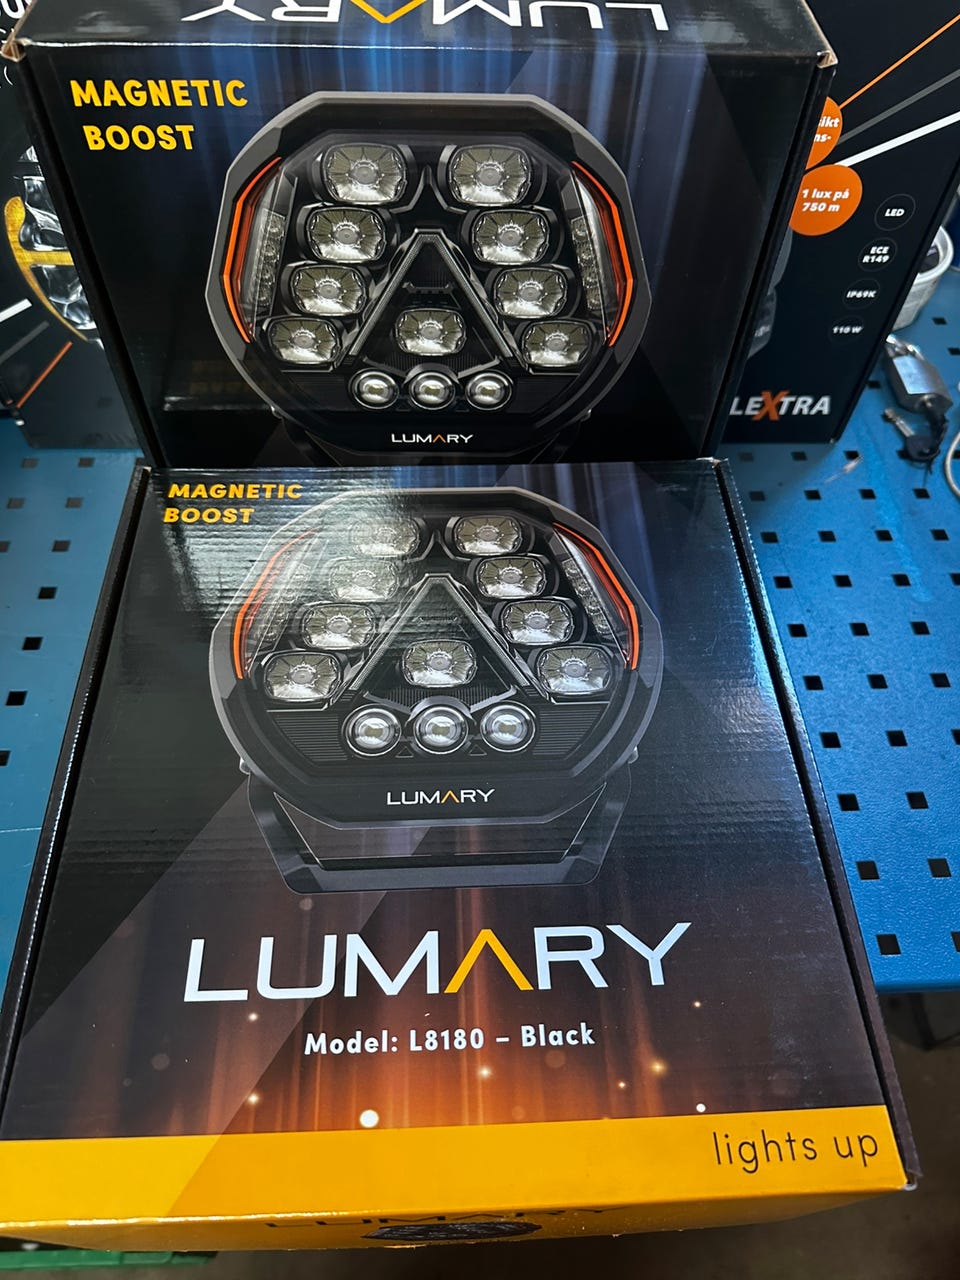 LUMARY
MAGNETIC
BOOST
LUMARY
1 lux på
750 m
LED
ECE
R149
IP69K
110 W
LEXTRA
MAGNETIC
BOOST
LUMARY
LUMARY
Model: L8180 – Black
lights up
LUMARY